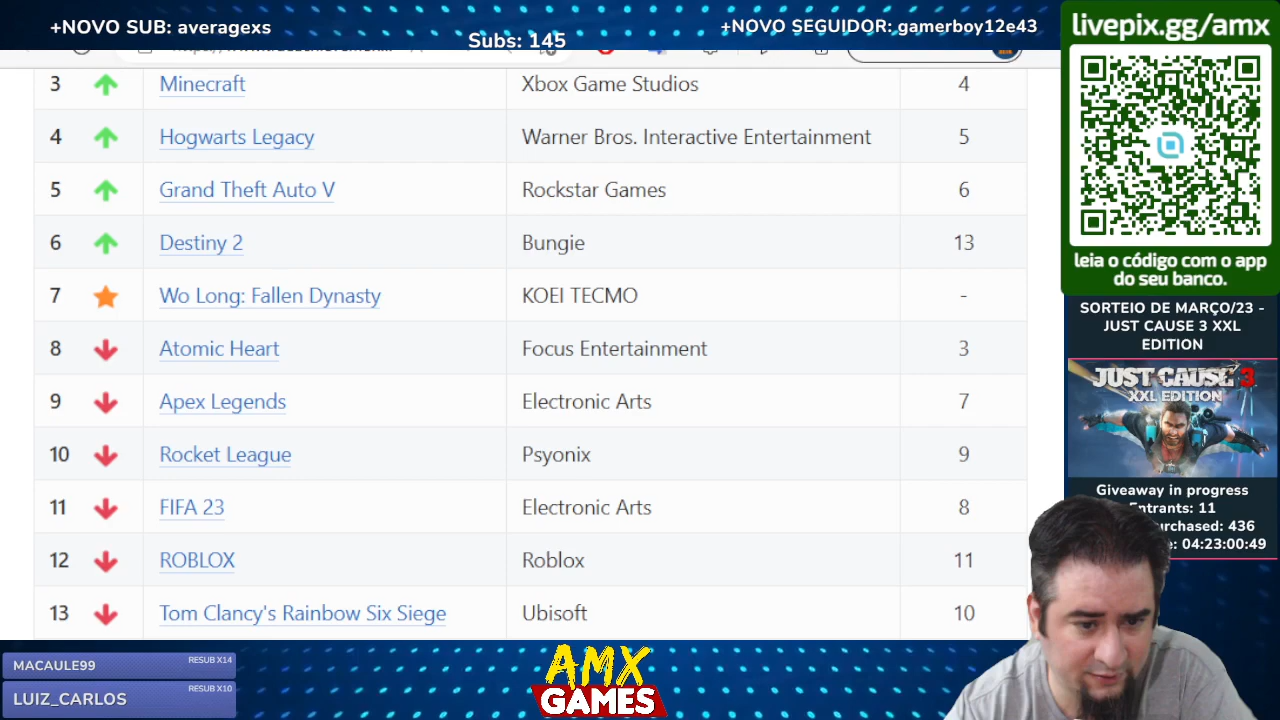 +NOVO SUB: averagexs
Subs: 145
+NOVO SEGUIDOR: gamerboy12e43
livepix.gg/amx
leia o código com o app
do seu banco.
3 Minecraft Xbox Game Studios 4
4 Hogwarts Legacy Warner Bros. Interactive Entertainment 5
5 Grand Theft Auto V Rockstar Games 6
6 Destiny 2 Bungie 13
7 Wo Long: Fallen Dynasty KOEI TECMO -
8 Atomic Heart Focus Entertainment 3
9 Apex Legends Electronic Arts 7
10 Rocket League Psyonix 9
11 FIFA 23 Electronic Arts 8
12 ROBLOX Roblox 11
13 Tom Clancy's Rainbow Six Siege Ubisoft 10
SORTEIO DE MARÇO/23 -
JUST CAUSE 3 XXL
EDITION
JUST CAUSE 3
XXL EDITION
Giveaway in progress
Entrants: 11
436
04:23:00:49
MACAULE99 RESUB X14
LUIZ_CARLOS RESUB X10
AMX
GAMES